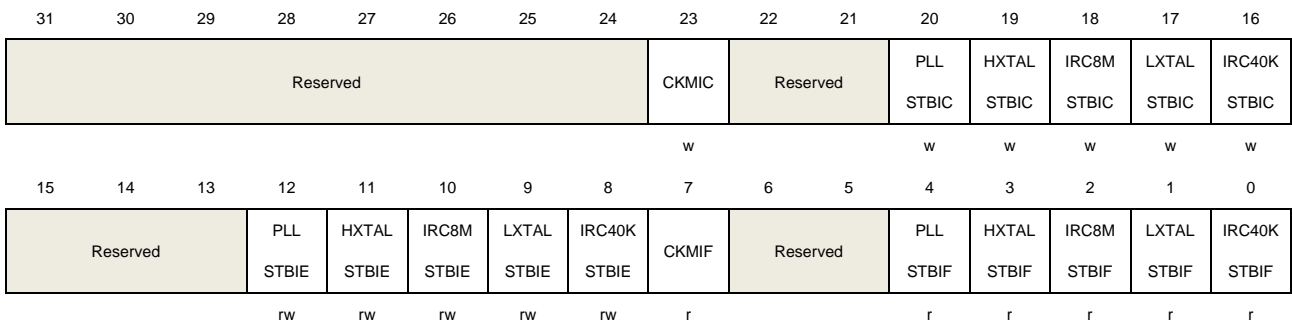 31 30 29 28 27 26 25 24 23 22 21 20 19 18 17 16
Reserved CKMIC Reserved PLL STBIC HXTAL STBIC IRC8M STBIC LXTAL STBIC IRC40K STBIC
w w w w w w
15 14 13 12 11 10 9 8 7 6 5 4 3 2 1 0
Reserved PLL STBIE HXTAL STBIE IRC8M STBIE LXTAL STBIE IRC40K STBIE CKMIF Reserved PLL STBIF HXTAL STBIF IRC8M STBIF LXTAL STBIF IRC40K STBIF
rw rw rw rw rw r r r r r r